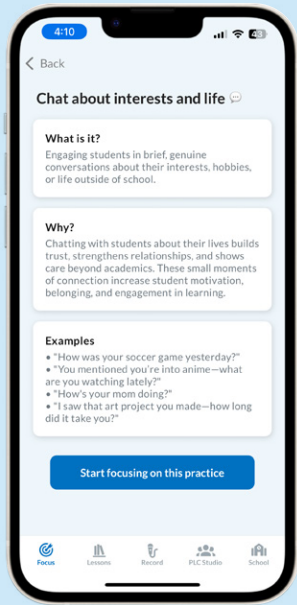 4:10
43
Back
Chat about interests and life
What is it?
Engaging students in brief, genuine
conversations about their interests, hobbies,
or life outside of school.
Why?
Chatting with students about their lives builds
trust, strengthens relationships, and shows
care beyond academics. These small moments
of connection increase student motivation,
belonging, and engagement in learning.
Examples
• "How was your soccer game yesterday?"
• "You mentioned you're into anime—what
are you watching lately?"
• "How's your mom doing?"
• "I saw that art project you made—how long
did it take you?"
Start focusing on this practice
Focus Lessons Record PLC Studio School